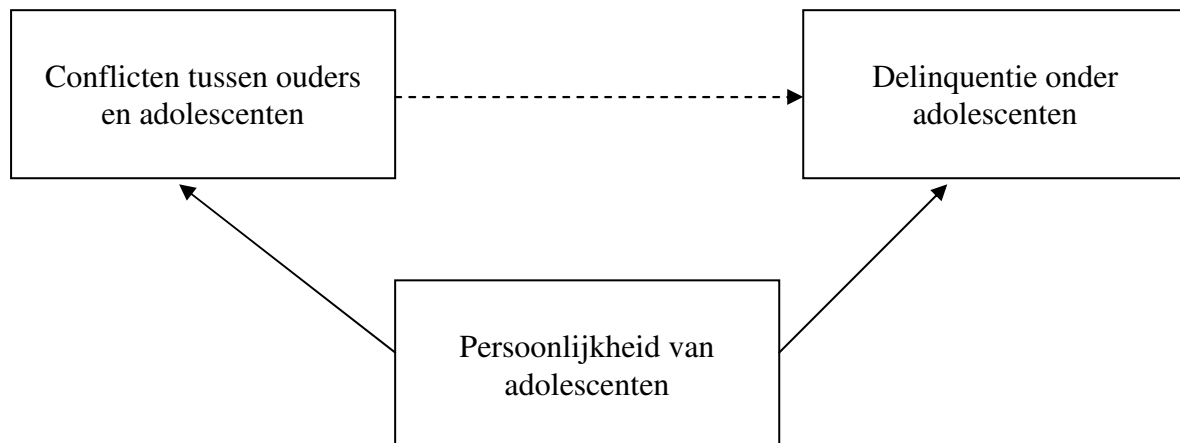 Conflicten tussen ouders
en adolescenten
Delinquentie onder
adolescenten
Persoonlijkheid van
adolescenten